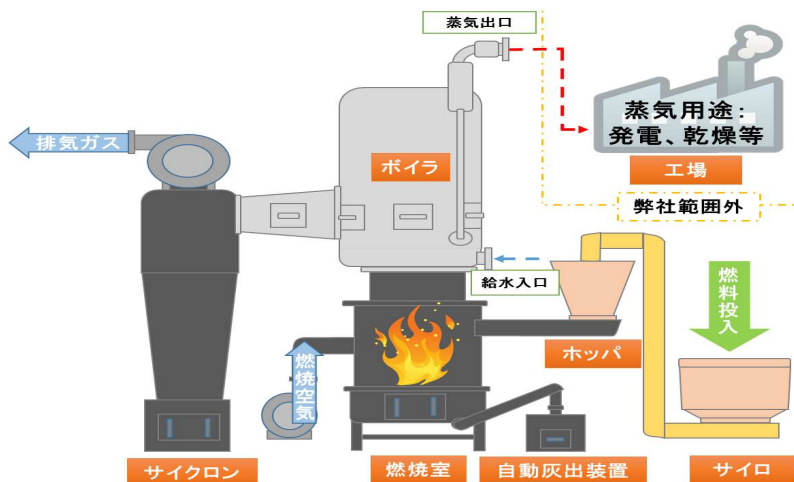 蒸気出口
排気ガス
蒸気用途:
発電、乾燥等
ボイラ
工場
弊社範囲外
給水入口
燃料投入
燃焼空気
ホッパ
サイクロン
燃焼室
自動灰出装置
サイロ